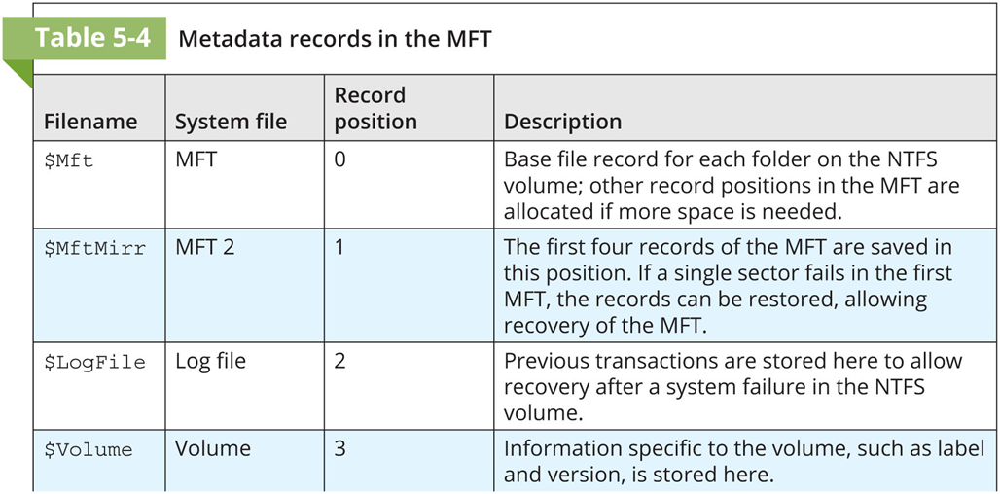 Table 5-4 Metadata records in the MFT
Filename System file Record position Description
$Mft MFT 0 Base file record for each folder on the NTFS
volume; other record positions in the MFT are
allocated if more space is needed.
$MftMirr MFT 2 1 The first four records of the MFT are saved in
this position. If a single sector fails in the first
MFT, the records can be restored, allowing
recovery of the MFT.
$LogFile Log file 2 Previous transactions are stored here to allow
recovery after a system failure in the NTFS
volume.
$Volume Volume 3 Information specific to the volume, such as label
and version, is stored here.